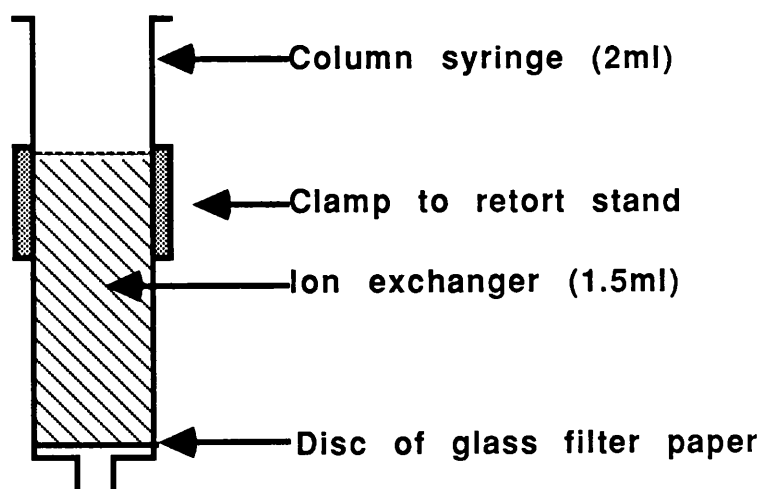 Column syringe (2ml)
Clamp to retort stand
Ion exchanger (1.5ml)
Disc of glass filter paper